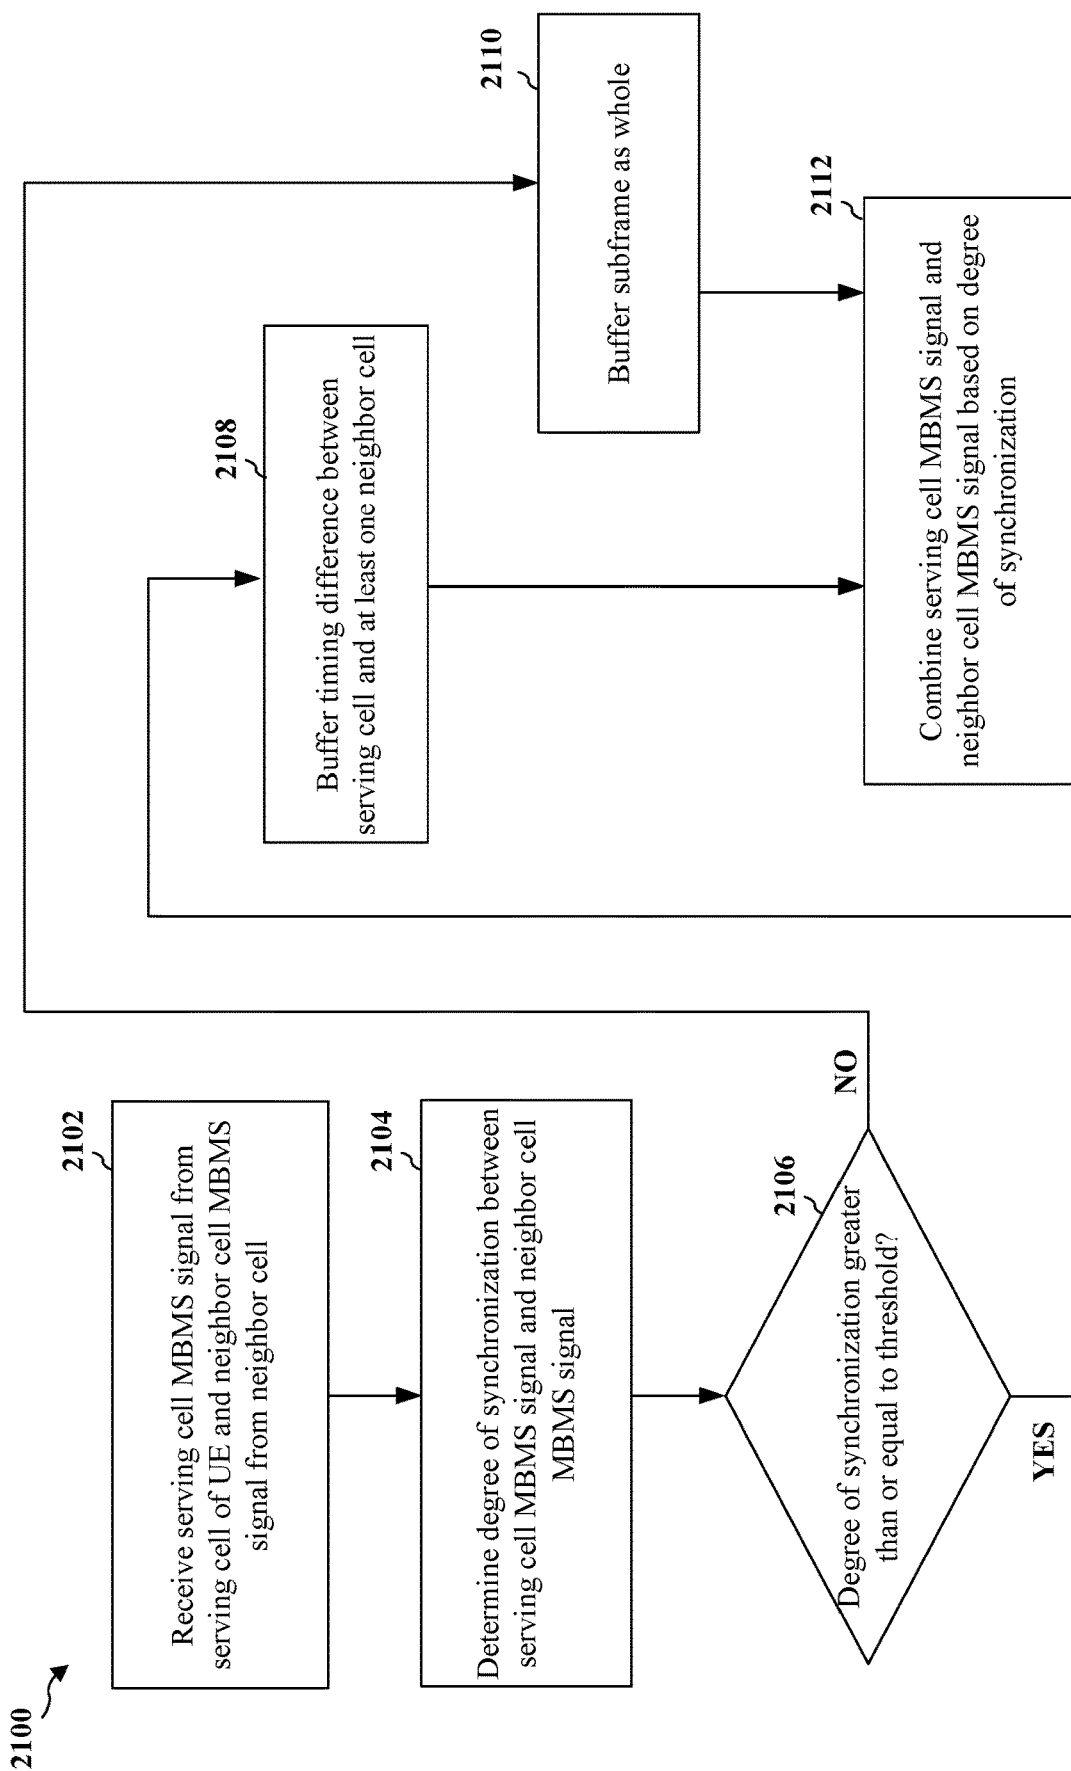 2100
2102
Receive serving cell MBMS signal from
serving cell of UE and neighbor cell MBMS
signal from neighbor cell
2104
Determine degree of synchronization between
serving cell MBMS signal and neighbor cell
MBMS signal
2106
Degree of synchronization greater
than or equal to threshold?
NO
YES
2108
Buffer timing difference between
serving cell and at least one neighbor cell
2110
Buffer subframe as whole
2112
Combine serving cell MBMS signal and
neighbor cell MBMS signal based on degree
of synchronization